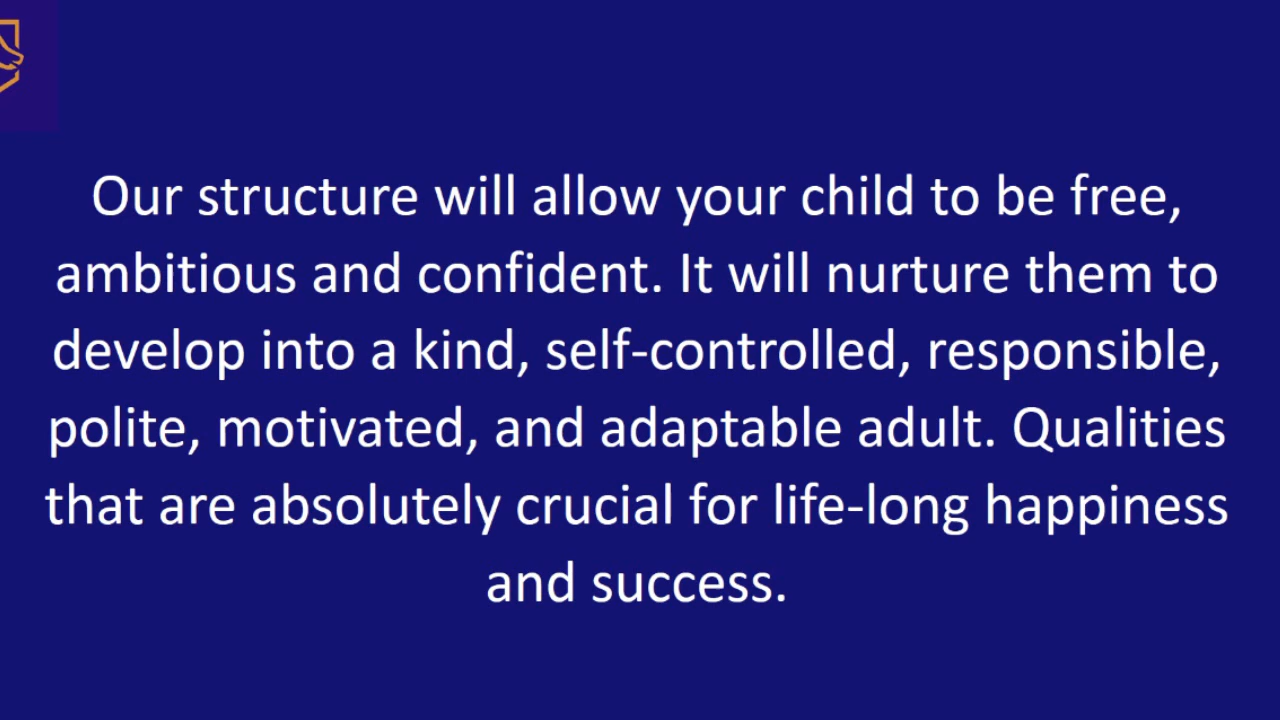 Our structure will allow your child to be free,
ambitious and confident. It will nurture them to
develop into a kind, self-controlled, responsible,
polite, motivated, and adaptable adult. Qualities
that are absolutely crucial for life-long happiness
and success.